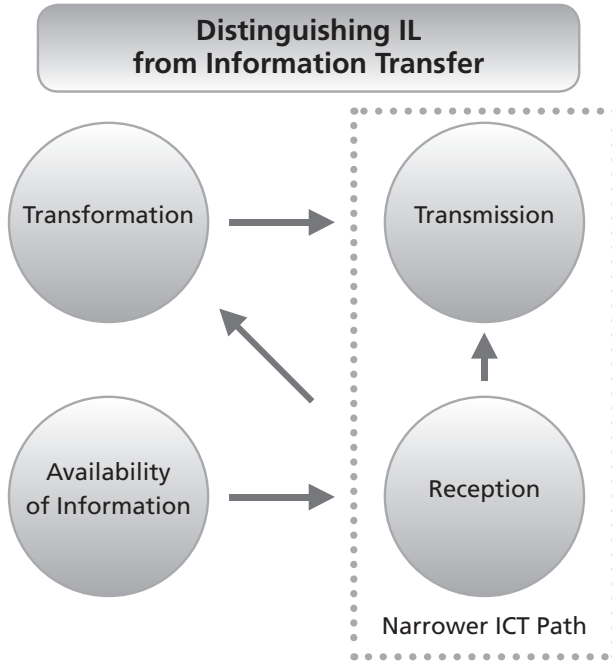 Distinguishing IL
from Information Transfer
Transformation
Transmission
Availability
of Information
Reception
Narrower ICT Path